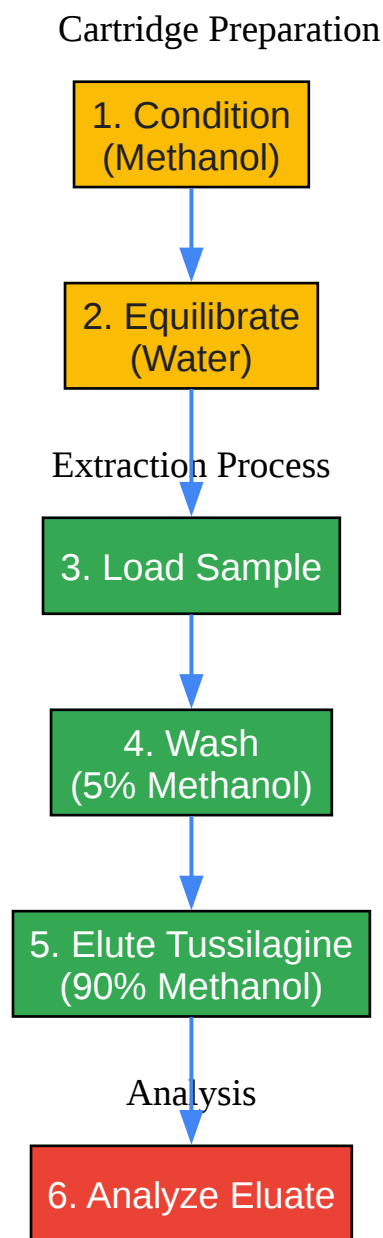 Cartridge Preparation
1. Condition
(Methanol)
2. Equilibrate
(Water)
Extraction Process
3. Load Sample
4. Wash
(5% Methanol)
5. Elute Tussilagine
(90% Methanol)
Analysis
6. Analyze Eluate